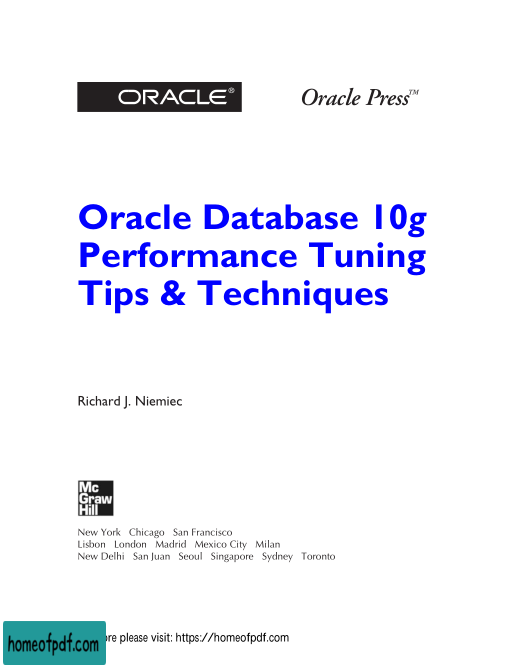 ORACLE® Oracle Press™
Oracle Database 10g
Performance Tuning
Tips & Techniques
Richard J. Niemiec
Mc
Graw
Hill
New York Chicago San Francisco
Lisbon London Madrid Mexico City Milan
New Delhi San Juan Seoul Singapore Sydney Toronto
homeofpdf.com please visit: https://homeofpdf.com